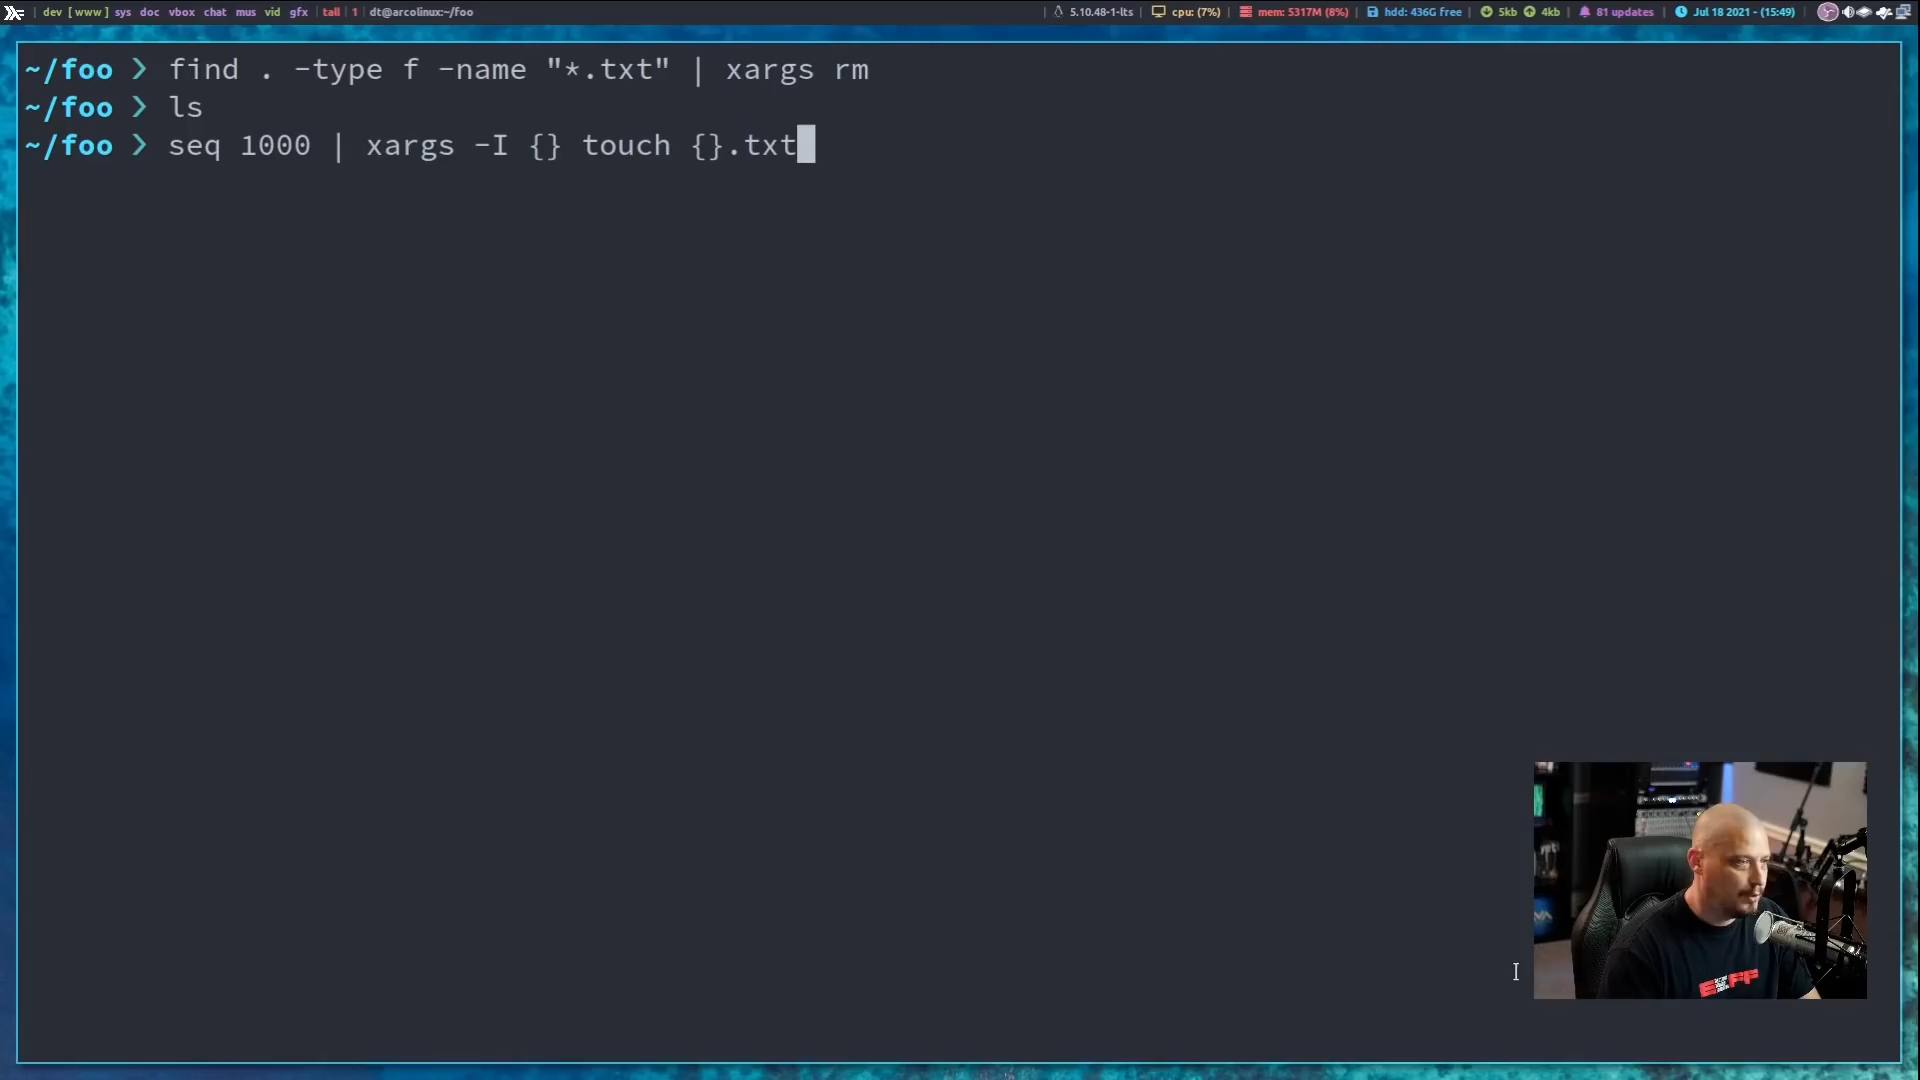 dev [ www ] sys doc vbox chat mus vid gfx | tall | 1 | dt@arcolinux:~/foo | 5.10.48-1-lts | cpu: (7%) | mem: 5317M (8%) | hdd: 436G free | 5kb 4kb | 81 updates | Jul 18 2021 - (15:49) |
~/foo ❯ find . -type f -name "*.txt" | xargs rm
~/foo ❯ ls
~/foo ❯ seq 1000 | xargs -I {} touch {}.txt
EFF